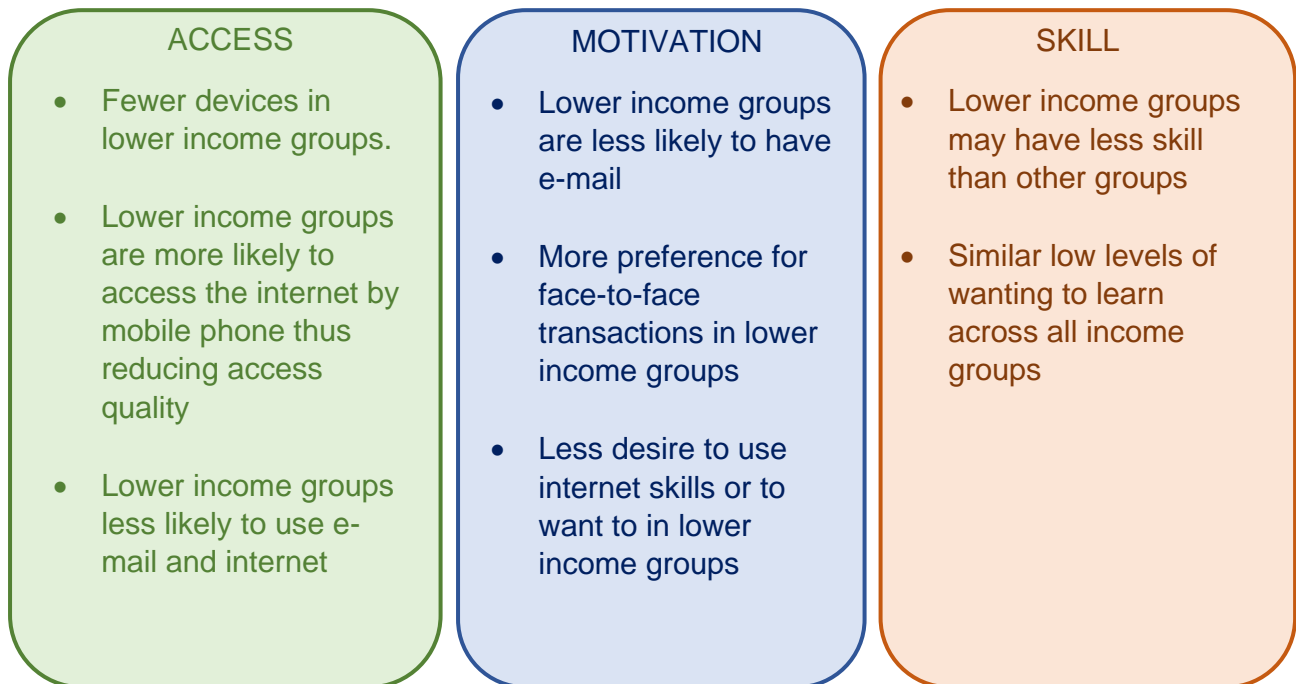 ACCESS
• Fewer devices in
lower income groups.
• Lower income groups
are more likely to
access the internet by
mobile phone thus
reducing access
quality
• Lower income groups
less likely to use e-
mail and internet
MOTIVATION
• Lower income groups
are less likely to have
e-mail
• More preference for
face-to-face
transactions in lower
income groups
• Less desire to use
internet skills or to
want to in lower
income groups
SKILL
• Lower income groups
may have less skill
than other groups
• Similar low levels of
wanting to learn
across all income
groups